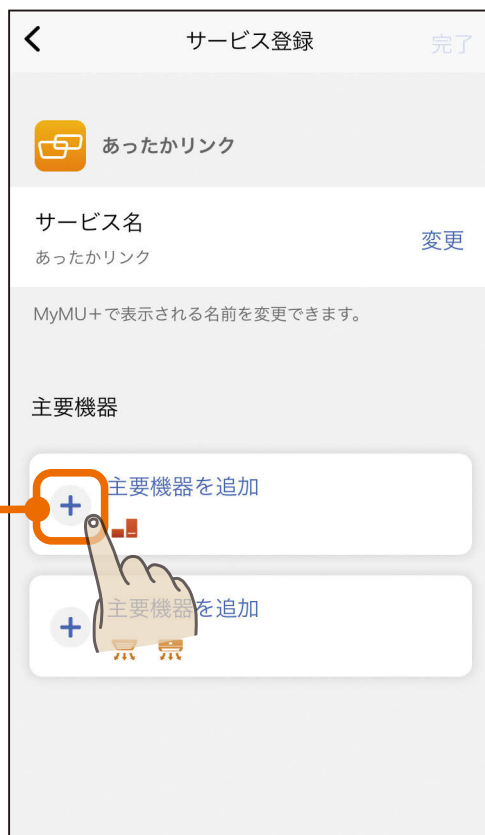 サービス登録
完了
あったかリンク
サービス名
変更
あったかリンク
MyMU+で表示される名前を変更できます。
主要機器
主要機器を追加
主要機器を追加